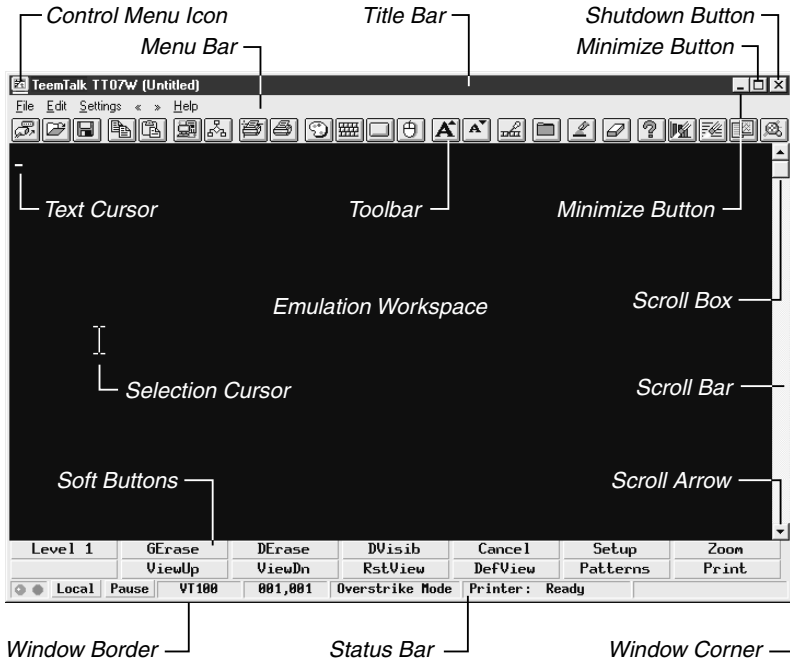 Control Menu Icon Title Bar Shutdown Button
Menu Bar Minimize Button
TeemTalk TT07W (Untitled)
File Edit Settings « » Help
Text Cursor Toolbar Minimize Button
Emulation Workspace Scroll Box
Selection Cursor Scroll Bar
Soft Buttons Scroll Arrow
Level 1 GErase DErase DVisib Cancel Setup Zoom
ViewUp ViewDn RstView DefView Patterns Print
Local Pause VT100 001,001 Overstrike Mode Printer: Ready
Window Border Status Bar Window Corner